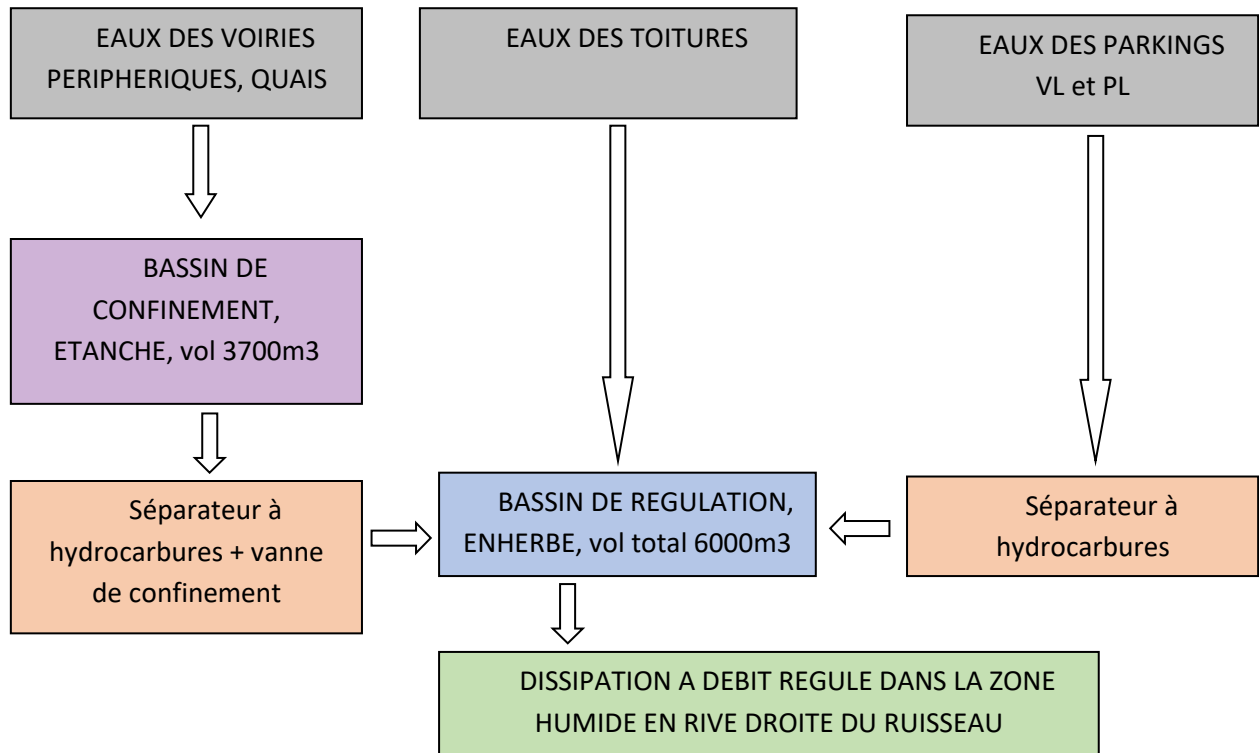 EAUX DES VOIRIES
PERIPHERIQUES, QUAIS
EAUX DES TOITURES
EAUX DES PARKINGS
VL et PL
BASSIN DE
CONFINEMENT,
ETANCHE, vol 3700m3
Séparateur à
hydrocarbures + vanne
de confinement
BASSIN DE REGULATION,
ENHERBE, vol total 6000m3
Séparateur à
hydrocarbures
DISSIPATION A DEBIT REGULE DANS LA ZONE
HUMIDE EN RIVE DROITE DU RUISSEAU